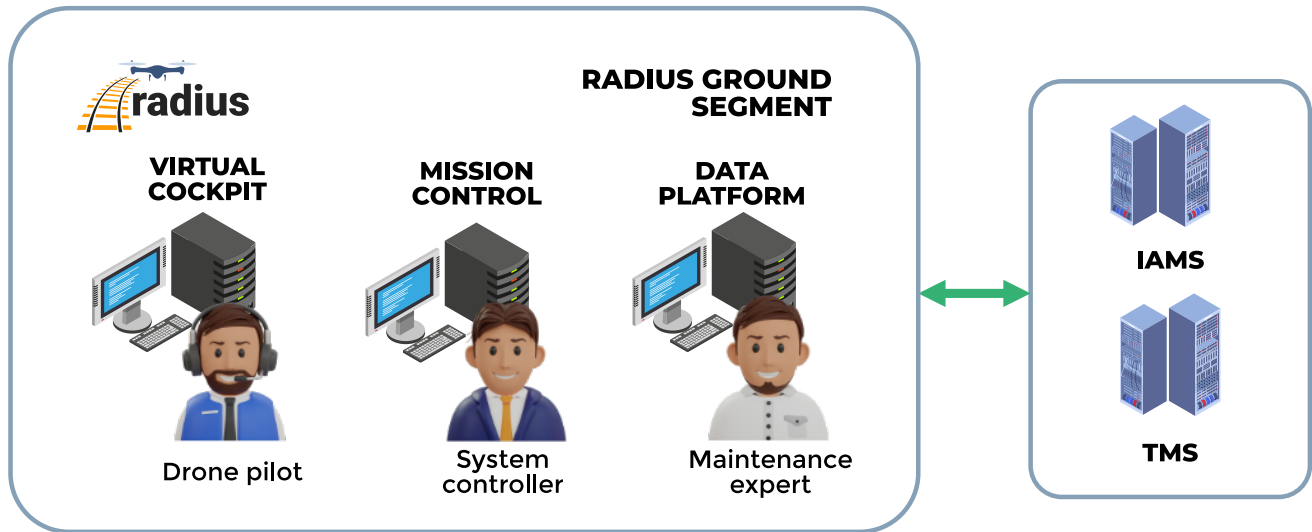 radius
RADIUS GROUND
SEGMENT
VIRTUAL
COCKPIT
MISSION
CONTROL
DATA
PLATFORM
Drone pilot
System
controller
Maintenance
expert
IAMS
TMS